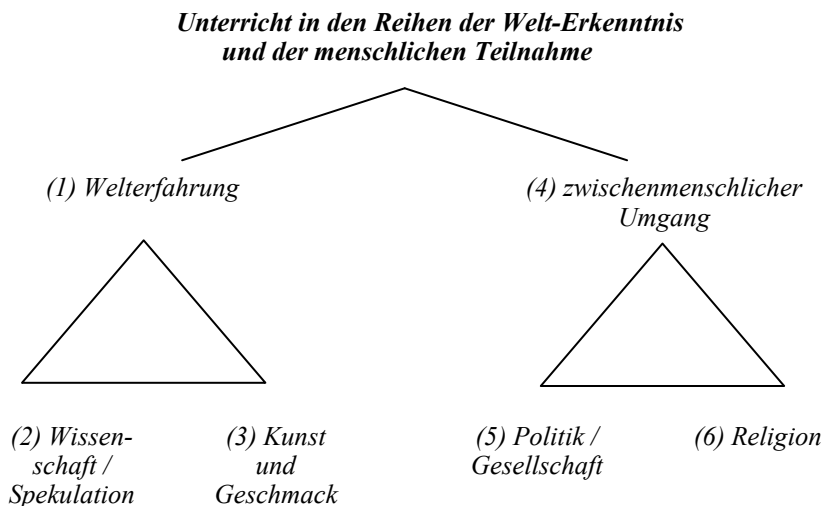 Unterricht in den Reihen der Welt-Erkenntnis
und der menschlichen Teilnahme
(1) Welterfahrung
(4) zwischenmenschlicher
Umgang
(2) Wissen-
schaft /
Spekulation
(3) Kunst
und
Geschmack
(5) Politik /
Gesellschaft
(6) Religion